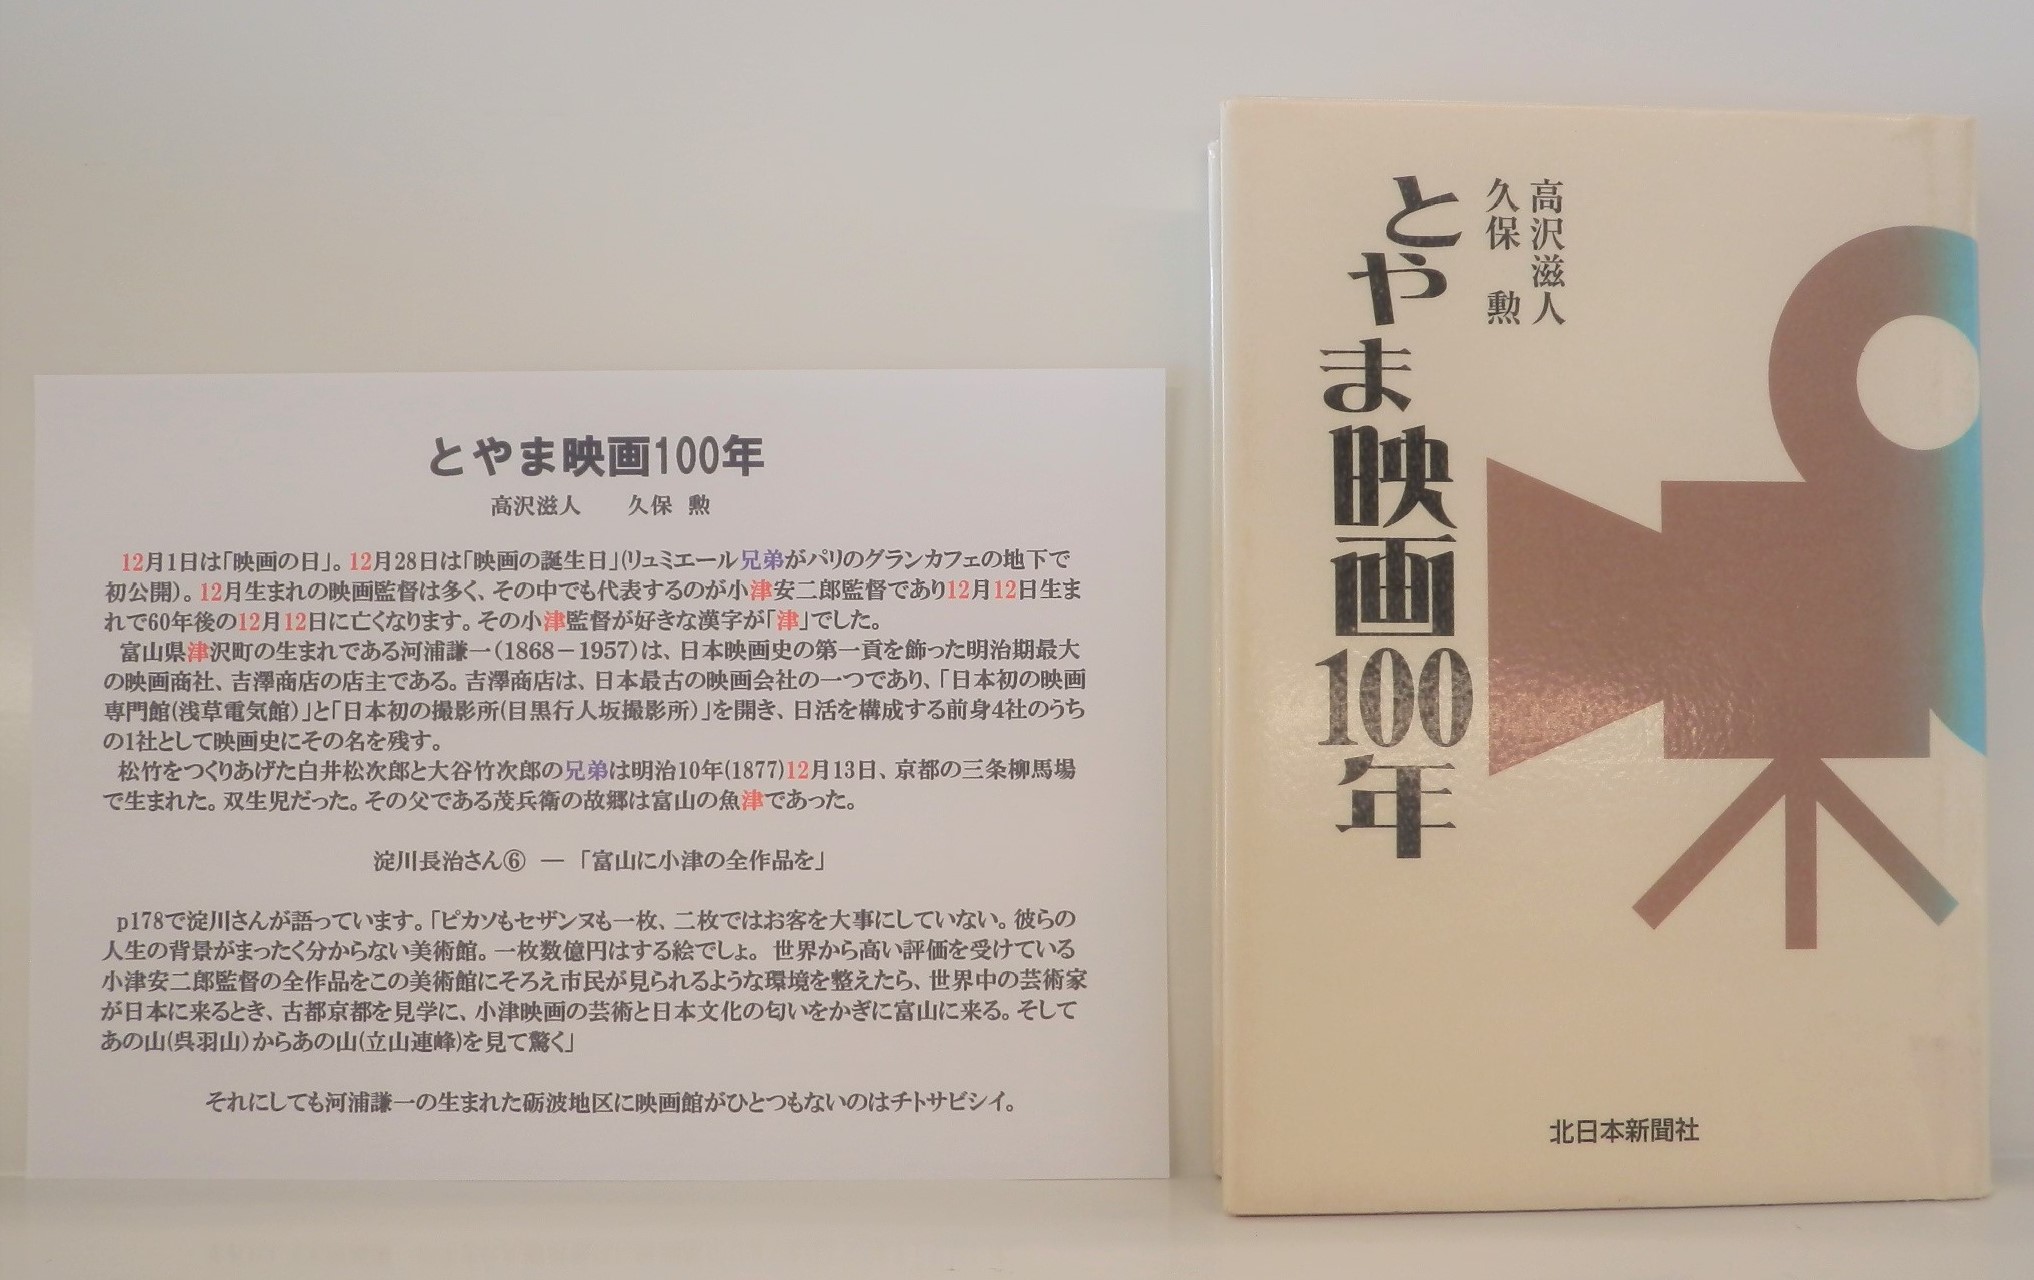 とやま映画100年
高沢滋人　　久保　勲
12月1日は「映画の日」。12月28日は「映画の誕生日」(リュミエール兄弟がパリのグランカフェの地下で
初公開)。12月生まれの映画監督は多く、その中でも代表するのが小津安二郎監督であり12月12日生ま
れで60年後の12月12日に亡くなります。その小津監督が好きな漢字が「津」でした。
富山県津沢町の生まれである河浦謙一(1868－1957)は、日本映画史の第一貢を飾った明治期最大
の映画商社、吉澤商店の店主である。吉澤商店は、日本最古の映画会社の一つであり、「日本初の映画
専門館(浅草電気館)」と「日本初の撮影所(目黒行人坂撮影所)」を開き、日活を構成する前身4社のうち
の1社として映画史にその名を残す。
松竹をつくりあげた白井松次郎と大谷竹次郎の兄弟は明治10年(1877)12月13日、京都の三条柳馬場
で生まれた。双生児だった。その父である茂兵衛の故郷は富山の魚津であった。
淀川長治さん⑥ ―「富山に小津の全作品を」
p178で淀川さんが語っています。「ピカソもセザンヌも一枚、二枚ではお客を大事にしていない。彼らの
人生の背景がまったく分からない美術館。一枚数億円はする絵でしょ。世界から高い評価を受けている
小津安二郎監督の全作品をこの美術館にそろえ市民が見られるような環境を整えたら、世界中の芸術家
が日本に来るとき、古都京都を見学に、小津映画の芸術と日本文化の匂いをかぎに富山に来る。そして
あの山(呉羽山)からあの山(立山連峰)を見て驚く」
それにしても河浦謙一の生まれた砺波地区に映画館がひとつもないのはチトサビシイ。
高沢滋人
久保　勲
とやま映画100年
北日本新聞社